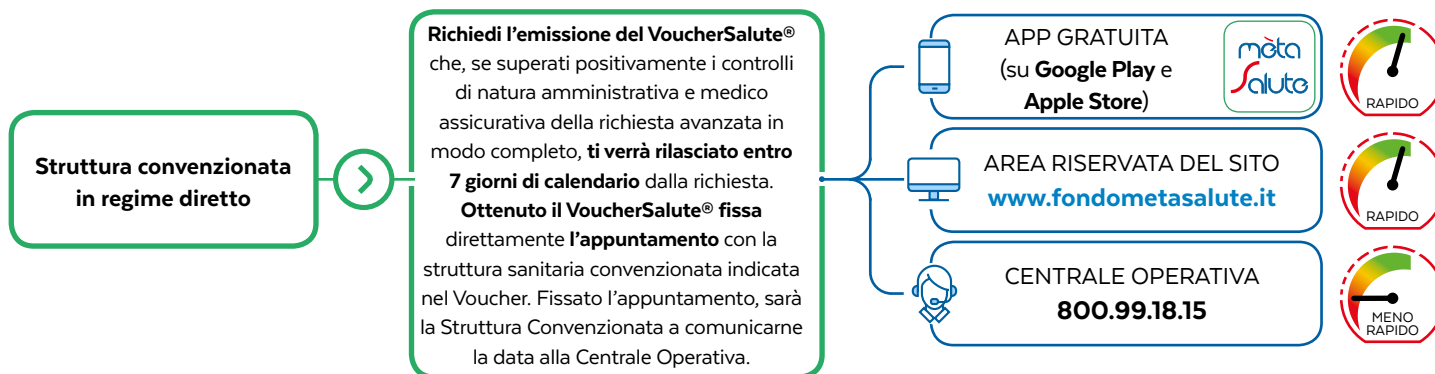 Struttura convenzionata
in regime diretto
Richiedi l'emissione del VoucherSalute®
che, se superati positivamente i controlli
di natura amministrativa e medico
assicurativa della richiesta avanzata in
modo completo, ti verrà rilasciato entro
7 giorni di calendario dalla richiesta.
Ottenuto il VoucherSalute® fissa
direttamente l'appuntamento con la
struttura sanitaria convenzionata indicata
nel Voucher. Fissato l'appuntamento, sarà
la Struttura Convenzionata a comunicarne
la data alla Centrale Operativa.
APP GRATUITA
(su Google Play e
Apple Store)
mèta
Salute
RAPIDO
AREA RISERVATA DEL SITO
www.fondometasalute.it
RAPIDO
CENTRALE OPERATIVA
800.99.18.15
MENO
RAPIDO